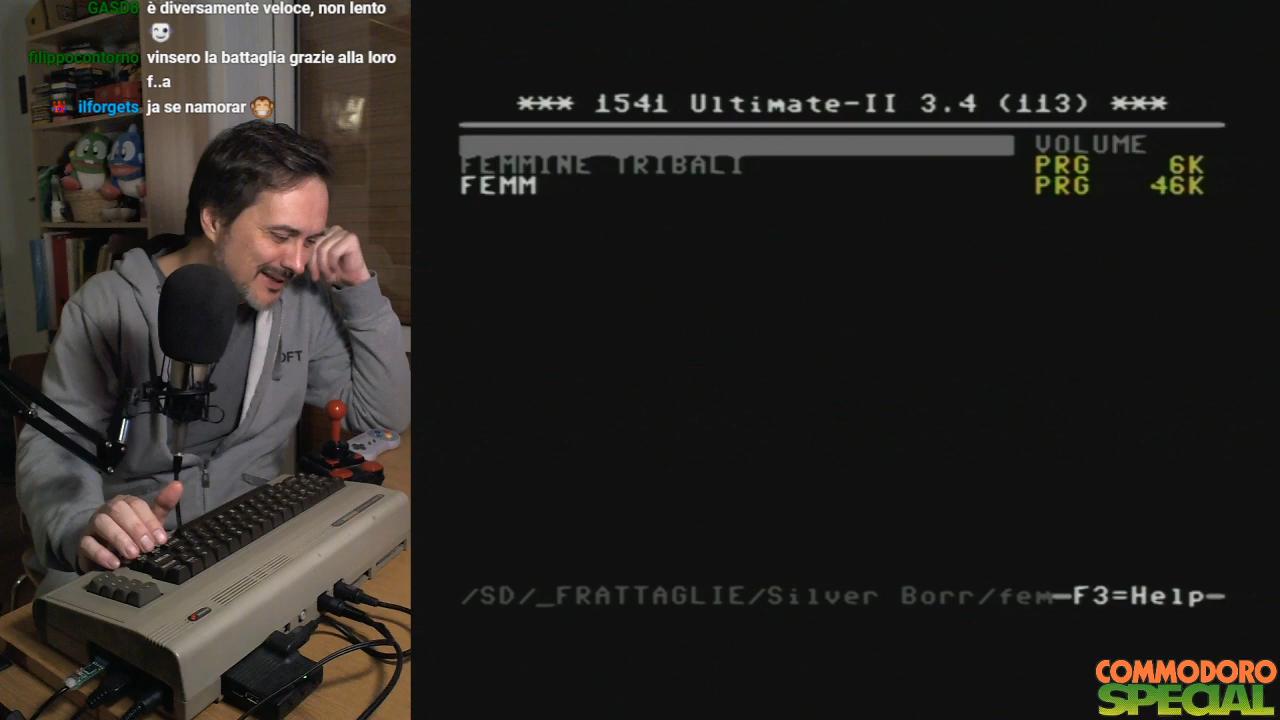 GASD8 è diversamente veloce, non lento
filippocontorno vinsero la battaglia grazie alla loro
f..a
ilforgets ja se namorar
*** 1541 Ultimate-II 3.4 (113) ***
VOLUME
FEMMINE TRIBALI PRG 6K
FEMM PRG 46K
/SD/_FRATTAGLIE/Silver Borr/fem—F3=Help—
OFT
COMMODORO
SPECIAL